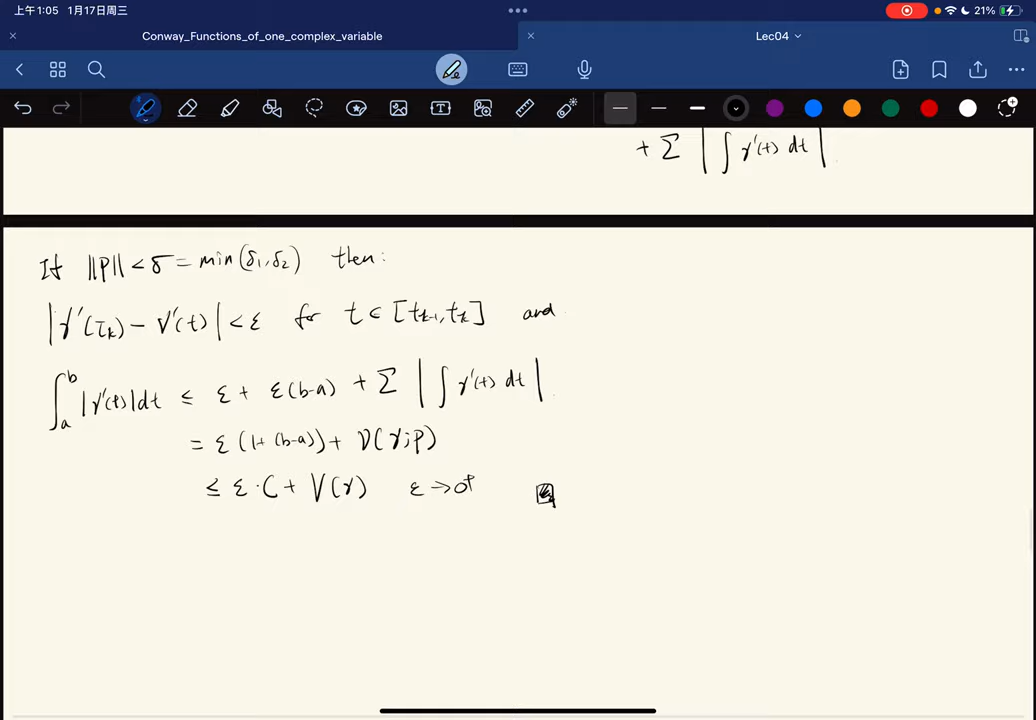 上午1:05 1月17日周三
21%
Conway_Functions_of_one_complex_variable
Lec04
+ Σ |∫ γ'(t) dt|
If ||P|| < δ = min(δ₁, δ₂) then:
|γ'(τₖ) − γ'(t)| < ε for t ∈ [tₖ₋₁, tₖ] and
∫ₐᵇ |γ'(t)| dt ≤ ε + ε(b-a) + Σ |∫ γ'(t) dt|.
= ε(1+(b-a)) + V(γ; P)
≤ ε·C + V(γ) ε → 0⁺